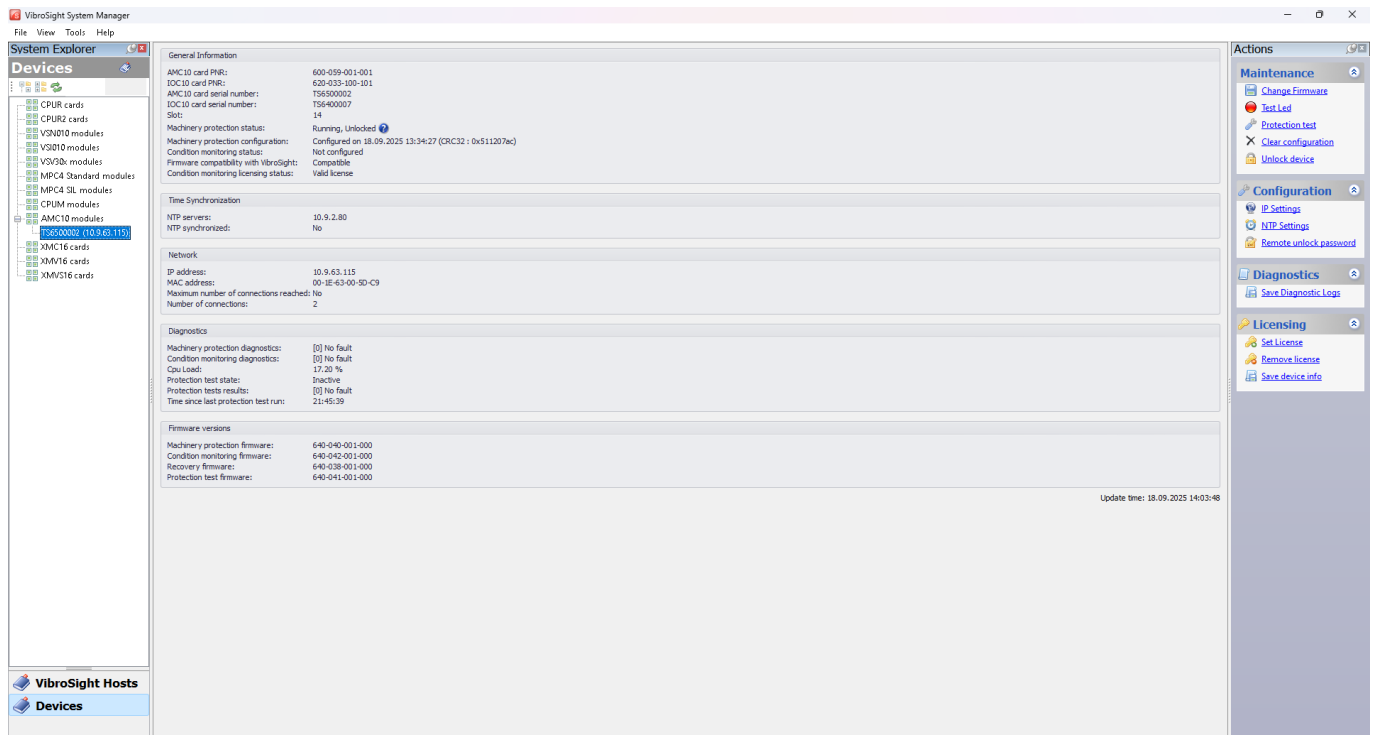 VibroSight System Manager
File View Tools Help
System Explorer
Devices
CPUR cards
CPUR2 cards
VSN010 modules
VSI010 modules
VSV30x modules
MPC4 Standard modules
MPC4 SIL modules
CPUM modules
AMC10 modules
TS6500002 (10.9.63.115)
XMC16 cards
XMV16 cards
XMVS16 cards
VibroSight Hosts
Devices
General Information
AMC10 card PNR: 600-059-001-001
IOC10 card PNR: 620-033-100-101
AMC10 card serial number: TS6500002
IOC10 card serial number: TS6400007
Slot: 14
Machinery protection status: Running, Unlocked ?
Machinery protection configuration: Configured on 18.09.2025 13:34:27 (CRC32 : 0x511207ac)
Condition monitoring status: Not configured
Firmware compatibility with VibroSight: Compatible
Condition monitoring licensing status: Valid license
Time Synchronization
NTP servers: 10.9.2.80
NTP synchronized: No
Network
IP address: 10.9.63.115
MAC address: 00-1E-63-00-5D-C9
Maximum number of connections reached: No
Number of connections: 2
Diagnostics
Machinery protection diagnostics: [0] No fault
Condition monitoring diagnostics: [0] No fault
Cpu Load: 17.20 %
Protection test state: Inactive
Protection tests results: [0] No fault
Time since last protection test run: 21:45:39
Firmware versions
Machinery protection firmware: 640-040-001-000
Condition monitoring firmware: 640-042-001-000
Recovery firmware: 640-038-001-000
Protection test firmware: 640-041-001-000
Update time: 18.09.2025 14:03:48
Actions
Maintenance
Change Firmware
Test Led
Protection test
Clear configuration
Unlock device
Configuration
IP Settings
NTP Settings
Remote unlock password
Diagnostics
Save Diagnostic Logs
Licensing
Set License
Remove license
Save device info